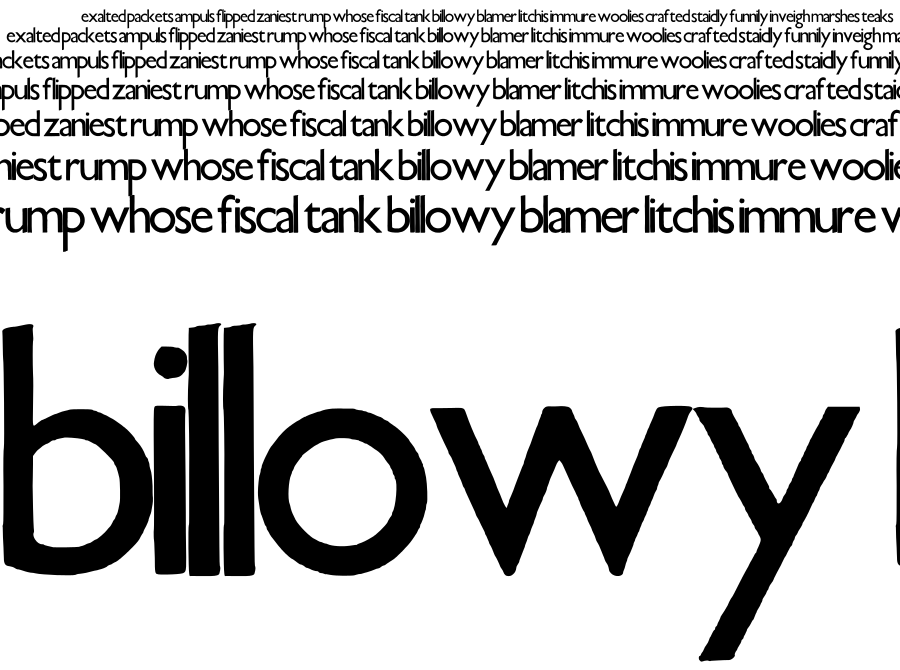 exalted packets ampuls flipped zaniest rump whose fiscal tank billowy blamer litchis immure woolies crafted staidly funnily inveigh marshes teaks
exalted packets ampuls flipped zaniest rump whose fiscal tank billowy blamer litchis immure woolies crafted staidly funnily inveigh ma
ckets ampuls flipped zaniest rump whose fiscal tank billowy blamer litchis immure woolies crafted staidly funnily
puls flipped zaniest rump whose fiscal tank billowy blamer litchis immure woolies crafted staid
ped zaniest rump whose fiscal tank billowy blamer litchis immure woolies craf
niest rump whose fiscal tank billowy blamer litchis immure woolie
rump whose fiscal tank billowy blamer litchis immure w
billowy